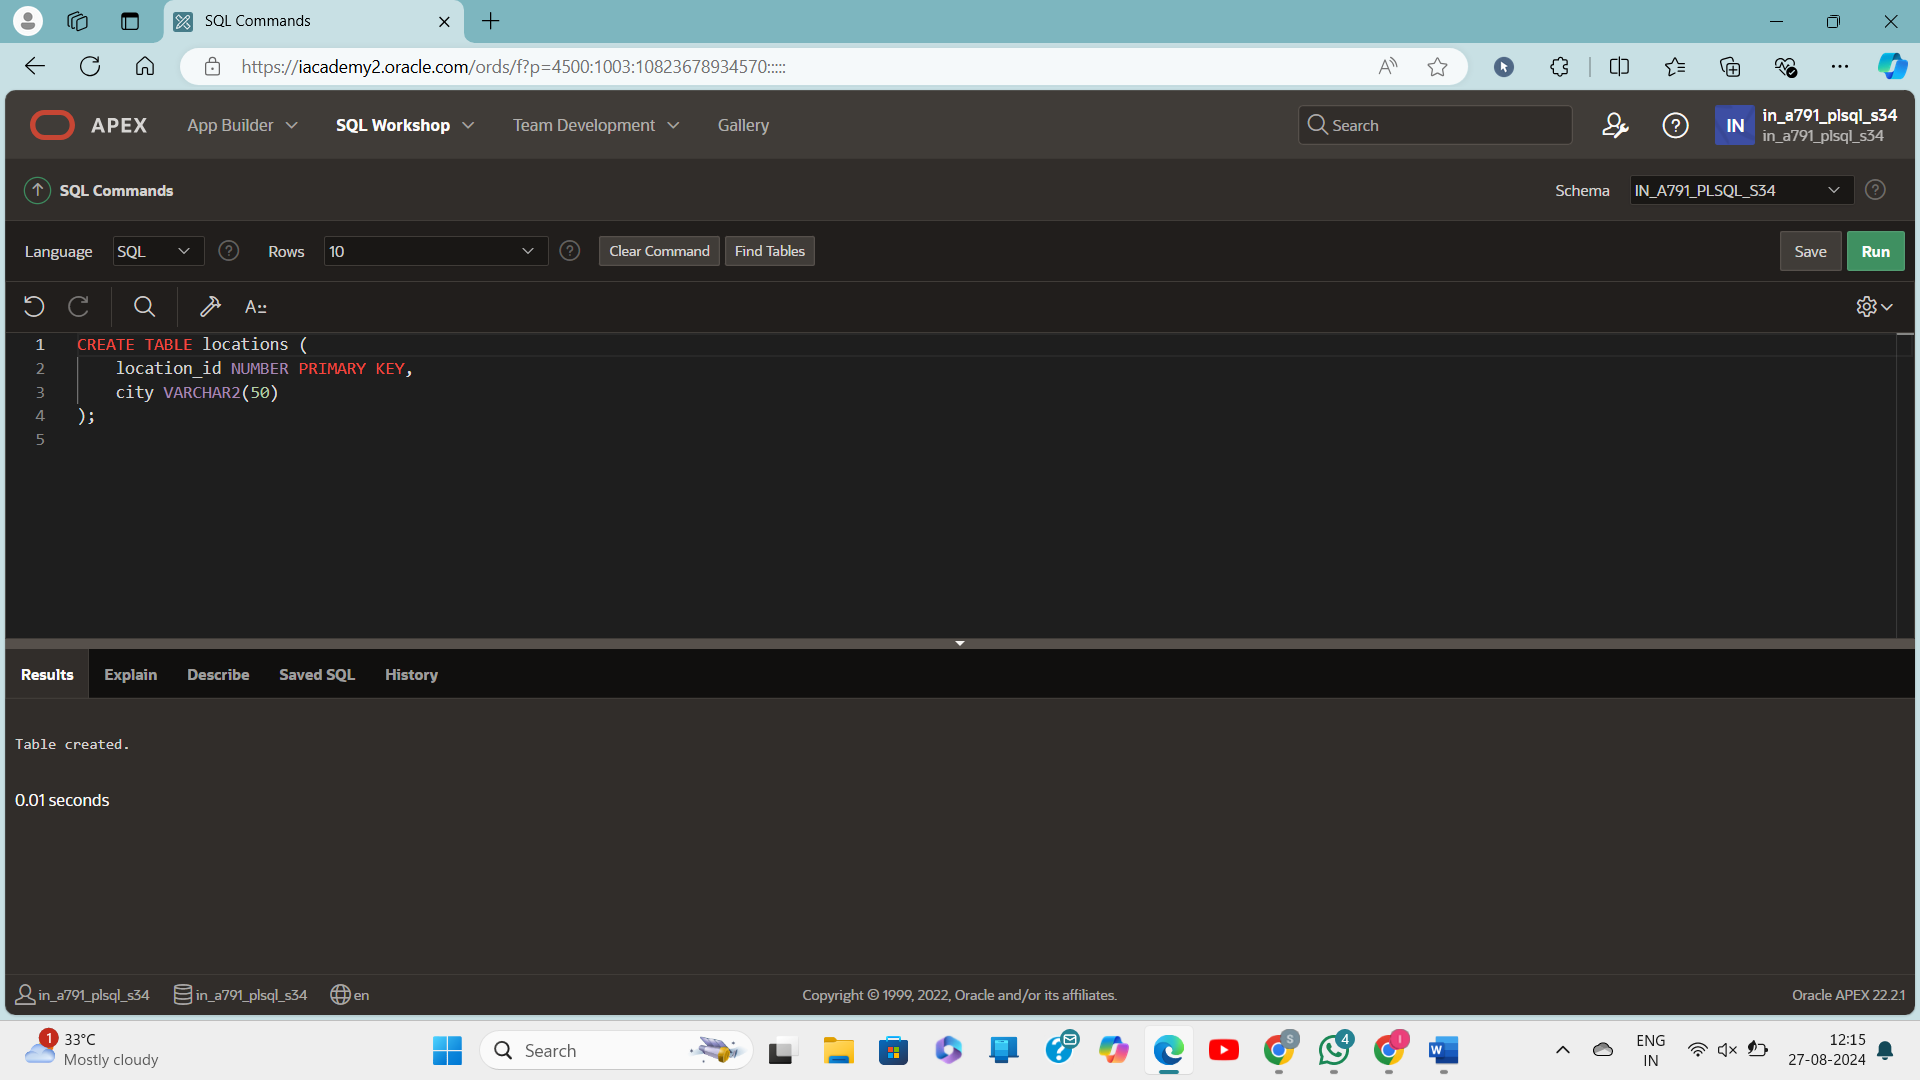 SQL Commands
https://iacademy2.oracle.com/ords/f?p=4500:1003:10823678934570:::::
APEX App Builder SQL Workshop Team Development Gallery Search IN in_a791_plsql_s34
in_a791_plsql_s34
SQL Commands Schema IN_A791_PLSQL_S34
Language SQL Rows 10 Clear Command Find Tables Save Run
1 CREATE TABLE locations (
2 location_id NUMBER PRIMARY KEY,
3 city VARCHAR2(50)
4 );
5
Results Explain Describe Saved SQL History
Table created.
0.01 seconds
in_a791_plsql_s34 in_a791_plsql_s34 en Copyright © 1999, 2022, Oracle and/or its affiliates. Oracle APEX 22.2.1
1 33°C
Mostly cloudy
Search
S 4 I W
ENG
IN
12:15
27-08-2024